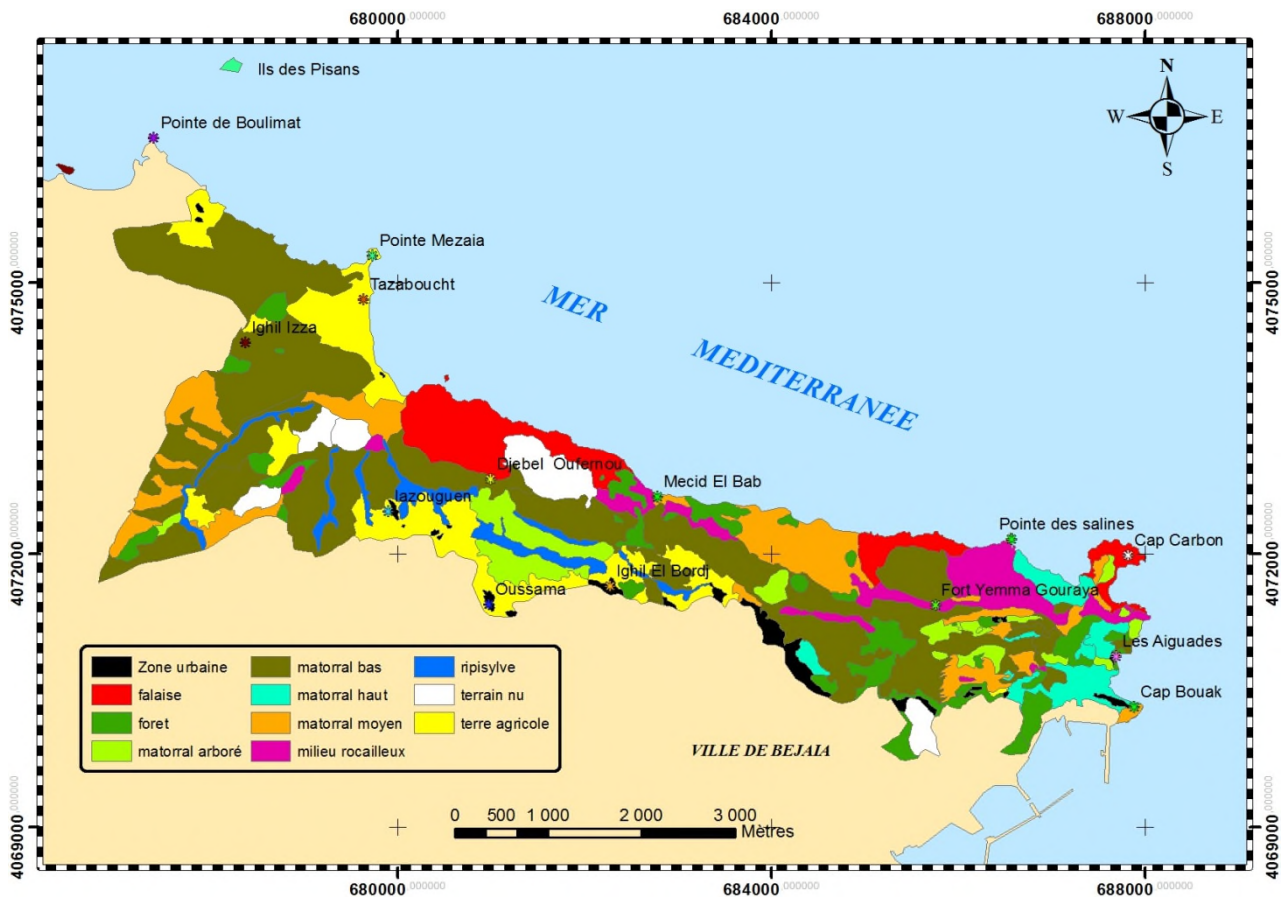 680000,000000 684000,000000 688000,000000
N
W E
S
Ils des Pisans
Pointe de Boulimat
Pointe Mezaia
Tazaboucht
Ighil Izza
4075000,000000
4075000,000000
MER
MEDITERRANEE
Djebel Oufernou
Mecid El Bab
Iazouguen
Pointe des salines
Cap Carbon
4072000,000000
4072000,000000
Ighil El Bordj
Oussama
Fort Yemma Gouraya
Les Aiguades
Cap Bouak
Zone urbaine
falaise
foret
matorral arboré
matorral bas
matorral haut
matorral moyen
milieu rocailleux
ripisylve
terrain nu
terre agricole
VILLE DE BEJAIA
0 500 1 000 2 000 3 000
Mètres
4069000,000000
4069000,000000
680000,000000 684000,000000 688000,000000